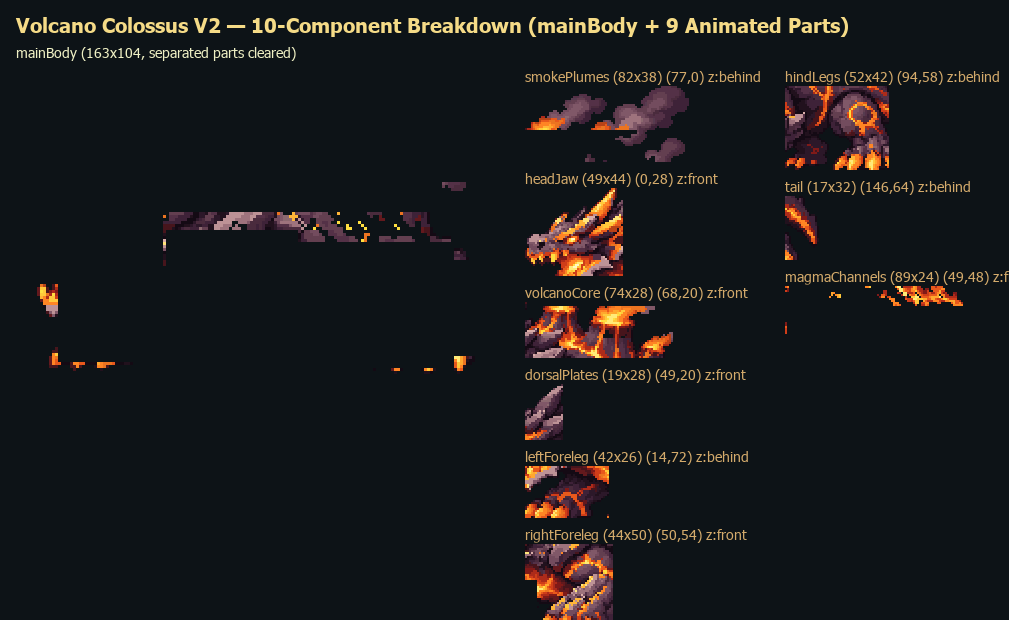 Volcano Colossus V2 — 10-Component Breakdown (mainBody + 9 Animated Parts)
mainBody (163x104, separated parts cleared)
smokePlumes (82x38) (77,0) z:behind
headJaw (49x44) (0,28) z:front
volcanoCore (74x28) (68,20) z:front
dorsalPlates (19x28) (49,20) z:front
leftForeleg (42x26) (14,72) z:behind
rightForeleg (44x50) (50,54) z:front
hindLegs (52x42) (94,58) z:behind
tail (17x32) (146,64) z:behind
magmaChannels (89x24) (49,48) z:f